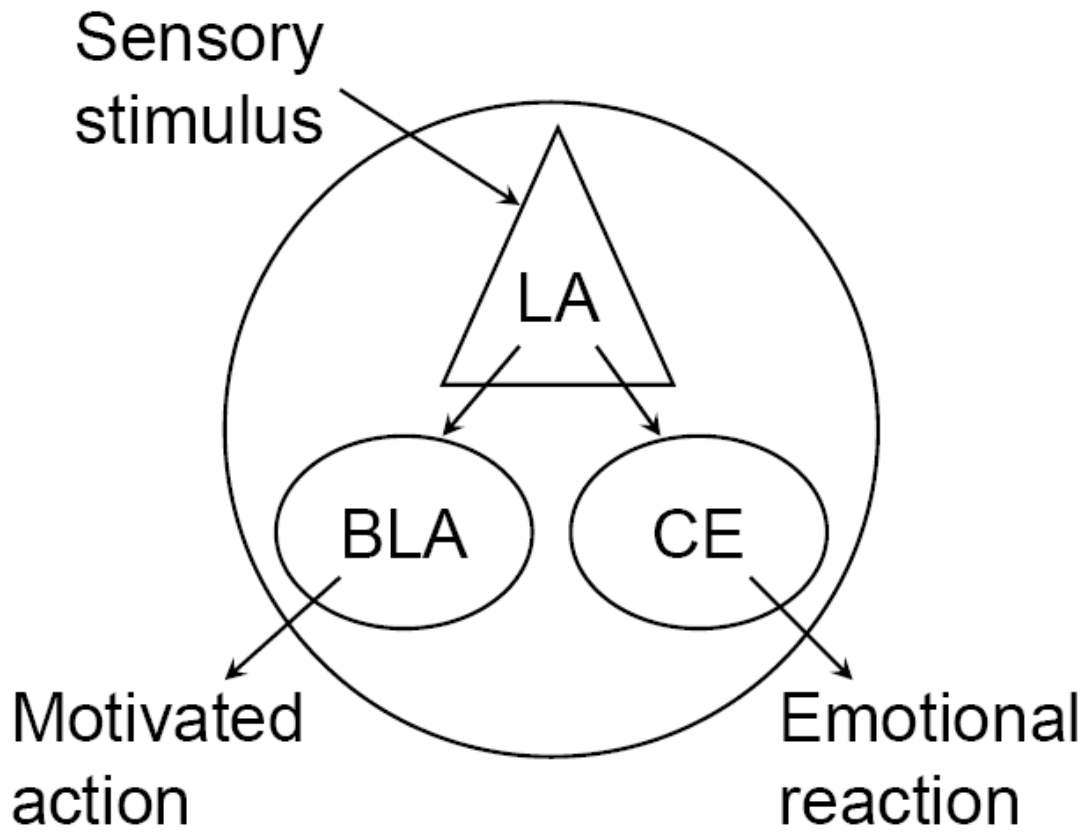 Sensory
stimulus
LA
BLA
CE
Motivated
action
Emotional
reaction